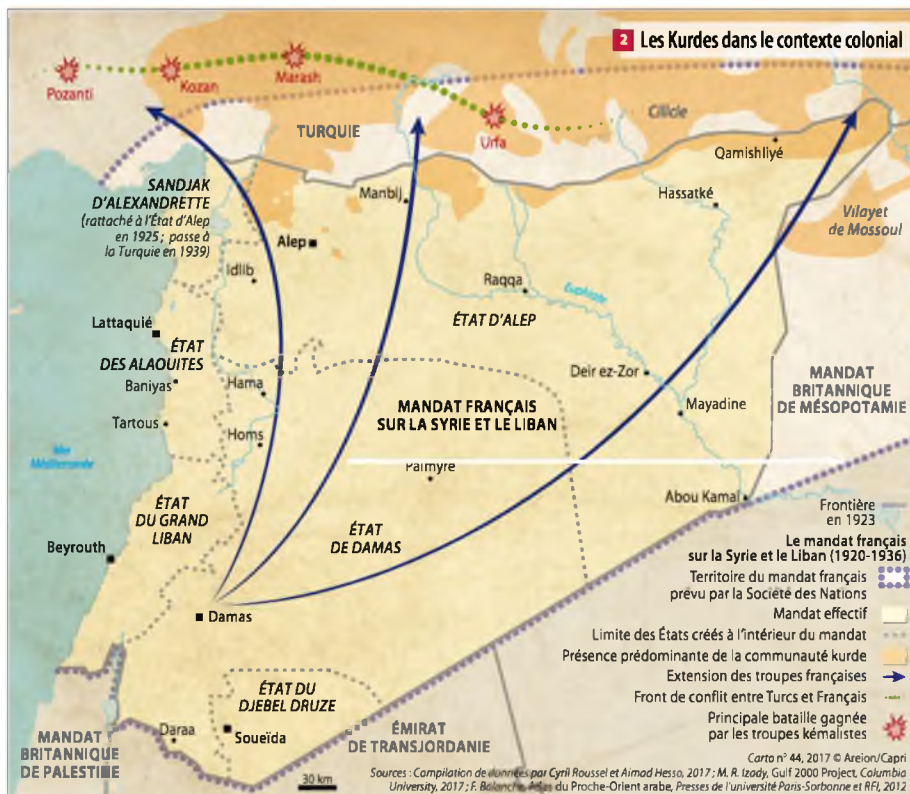 2 Les Kurdes dans le contexte colonial
Pozanti
Kozan
Marash
Urfa
Cilicie
TURQUIE
Qamishliyé
SANDJAK
D'ALEXANDRETTE
(rattaché à l'État d'Alep
en 1925 ; passe à
la Turquie en 1939)
Manbij
Hassatké
Vilayet
de Mossoul
Alep
Idlib
Raqqa
Euphrate
ÉTAT D'ALEP
Lattaquié
ÉTAT
DES ALAOUITES
Baniyas
Hama
Deir ez-Zor
MANDAT
BRITANNIQUE
DE MÉSOPOTAMIE
MANDAT FRANÇAIS
SUR LA SYRIE ET LE LIBAN
Mayadine
Tartous
Homs
Mer
Méditerranée
Palmyre
Abou Kamal
ÉTAT
DU GRAND
LIBAN
ÉTAT
DE DAMAS
Beyrouth
Damas
ÉTAT DU
DJEBEL DRUZE
Daraa
Soueïda
MANDAT
BRITANNIQUE
DE PALESTINE
ÉMIRAT
DE TRANSJORDANIE
Frontière
en 1923
Le mandat français
sur la Syrie et le Liban (1920-1936)
Territoire du mandat français
prévu par la Société des Nations
Mandat effectif
Limite des États créés à l'intérieur du mandat
Présence prédominante de la communauté kurde
Extension des troupes françaises
Front de conflit entre Turcs et Français
Principale bataille gagnée
par les troupes kémalistes
30 km
Carto n° 44, 2017 © Areion/Capri
Sources : Compilation de données par Cyril Roussel et Aimad Hesso, 2017 ; M. R. Izady, Gulf 2000 Project, Columbia
University, 2017 ; F. Balanche, Atlas du Proche-Orient arabe, Presses de l'université Paris-Sorbonne et RFI, 2012